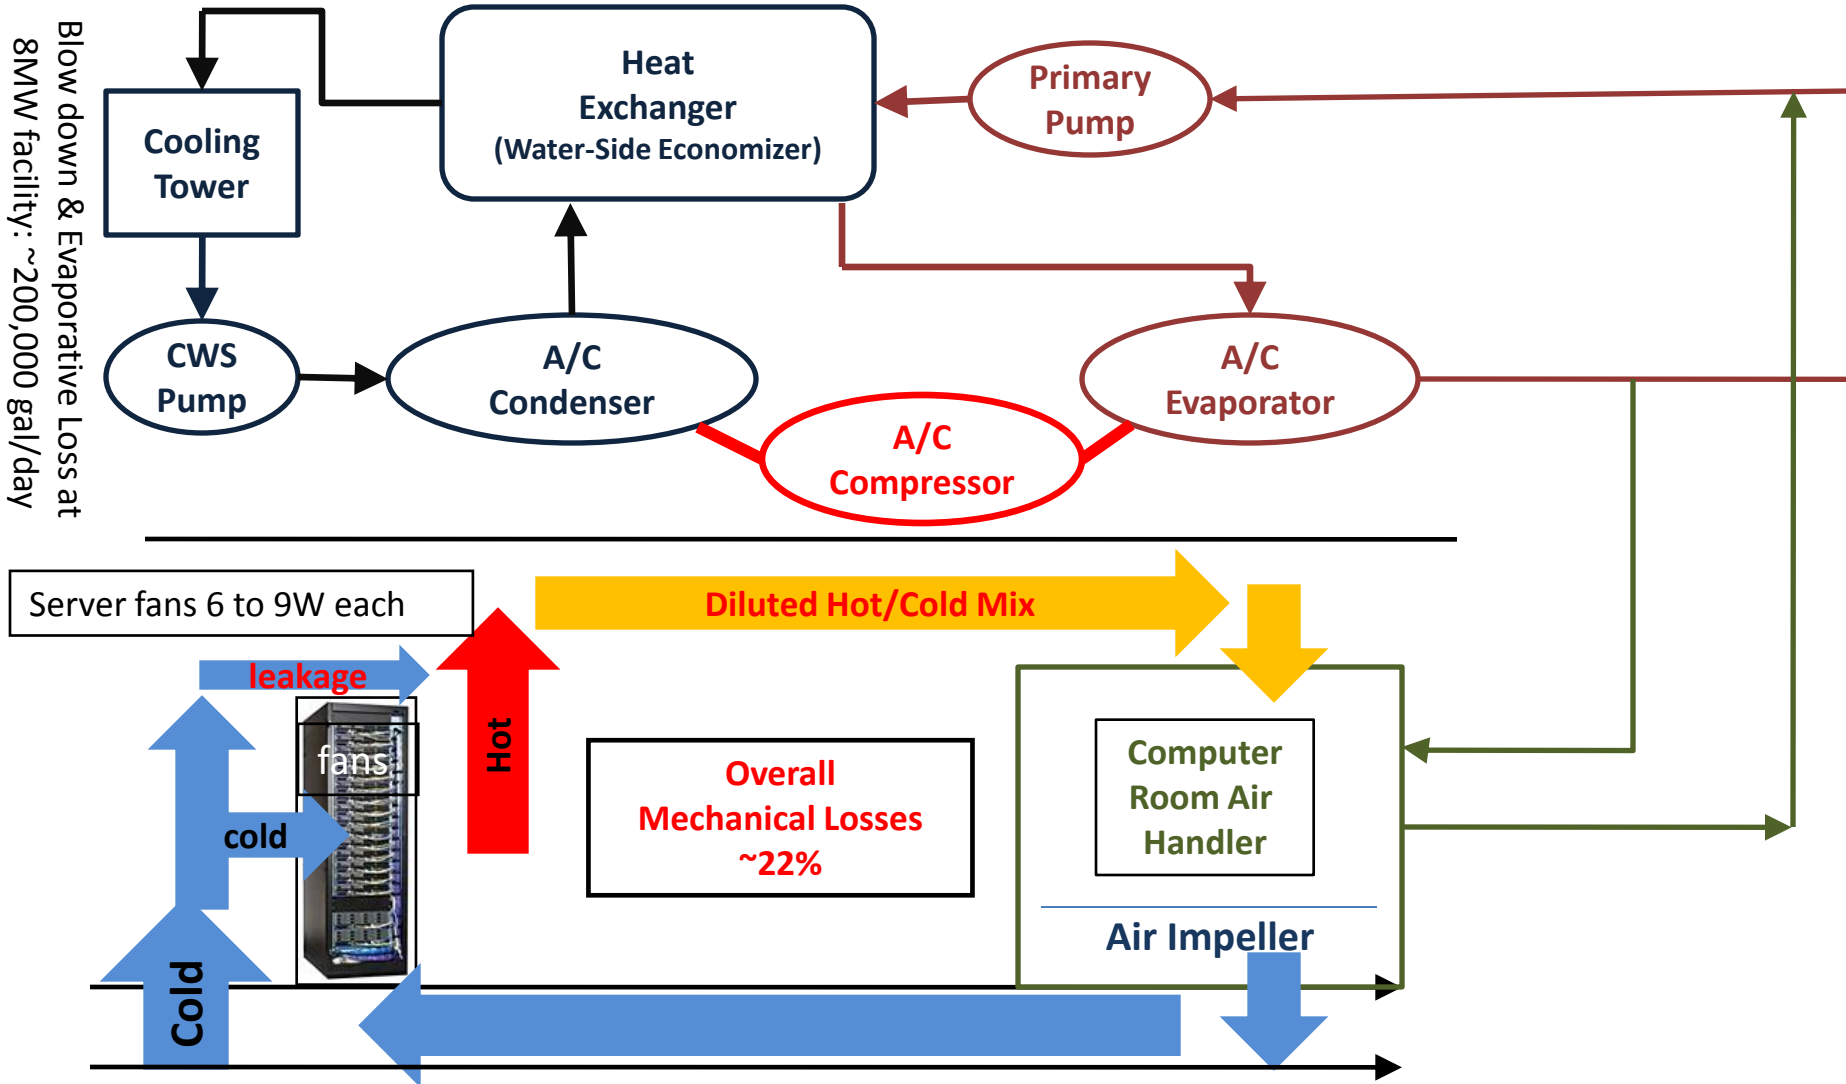 Blow down & Evaporative Loss at
8MW facility: ~200,000 gal/day
Heat
Exchanger
(Water-Side Economizer)
Primary
Pump
Cooling
Tower
CWS
Pump
A/C
Condenser
A/C
Compressor
A/C
Evaporator
Server fans 6 to 9W each
Diluted Hot/Cold Mix
leakage
fans
Hot
cold
Cold
Overall
Mechanical Losses
~22%
Computer
Room Air
Handler
Air Impeller